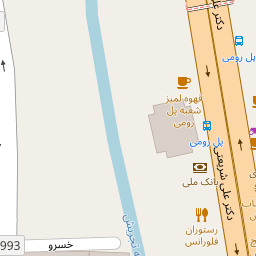 پل رومی
قهوه لمیز
شعبه پل
رومی
پل رومی
دکتر علی شریعتی
بانک ملی
رستوران
فلورانس
خسرو
993